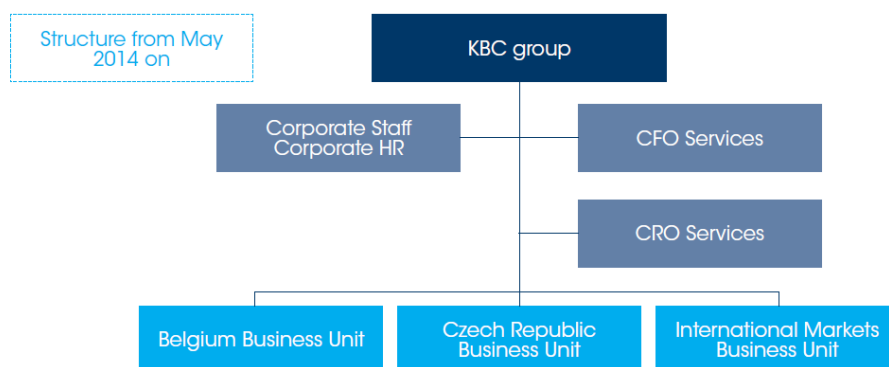 Structure from May
2014 on
KBC group
Corporate Staff
Corporate HR
CFO Services
CRO Services
Belgium Business Unit
Czech Republic
Business Unit
International Markets
Business Unit